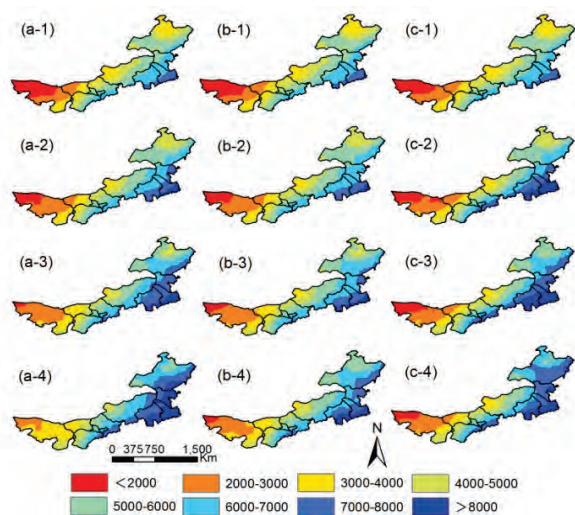 (a-1) (b-1) (c-1)
(a-2) (b-2) (c-2)
(a-3) (b-3) (c-3)
(a-4) (b-4) (c-4)
N
0 375750 1,500
Km
<2000 2000-3000 3000-4000 4000-5000
5000-6000 6000-7000 7000-8000 >8000